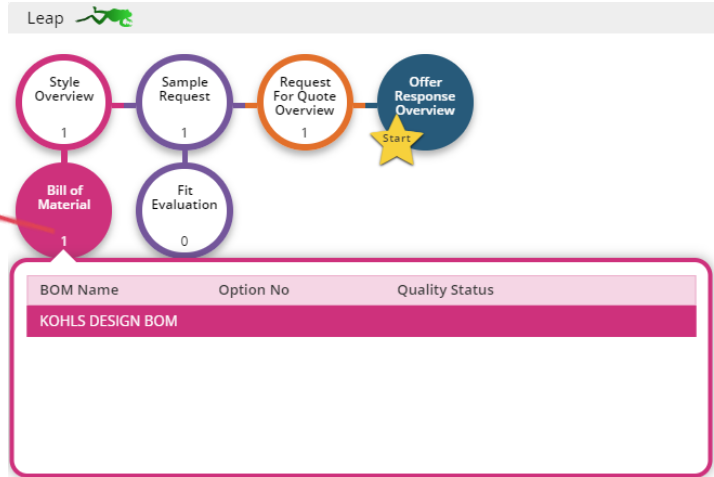 Leap
Style
Overview
1
Sample
Request
1
Request
For Quote
Overview
1
Offer
Response
Overview
Start
Bill of
Material
1
Fit
Evaluation
0
BOM Name Option No Quality Status
KOHLS DESIGN BOM